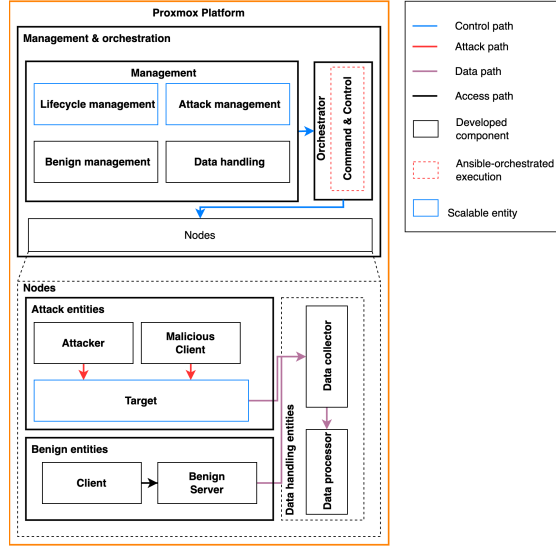 Proxmox Platform
Management & orchestration
Management
Lifecycle management
Attack management
Benign management
Data handling
Orchestrator
Command & Control
Nodes
Nodes
Attack entities
Attacker
Malicious
Client
Target
Benign entities
Client
Benign
Server
Data handling entities
Data collector
Data processor
Control path
Attack path
Data path
Access path
Developed
component
Ansible-orchestrated
execution
Scalable entity